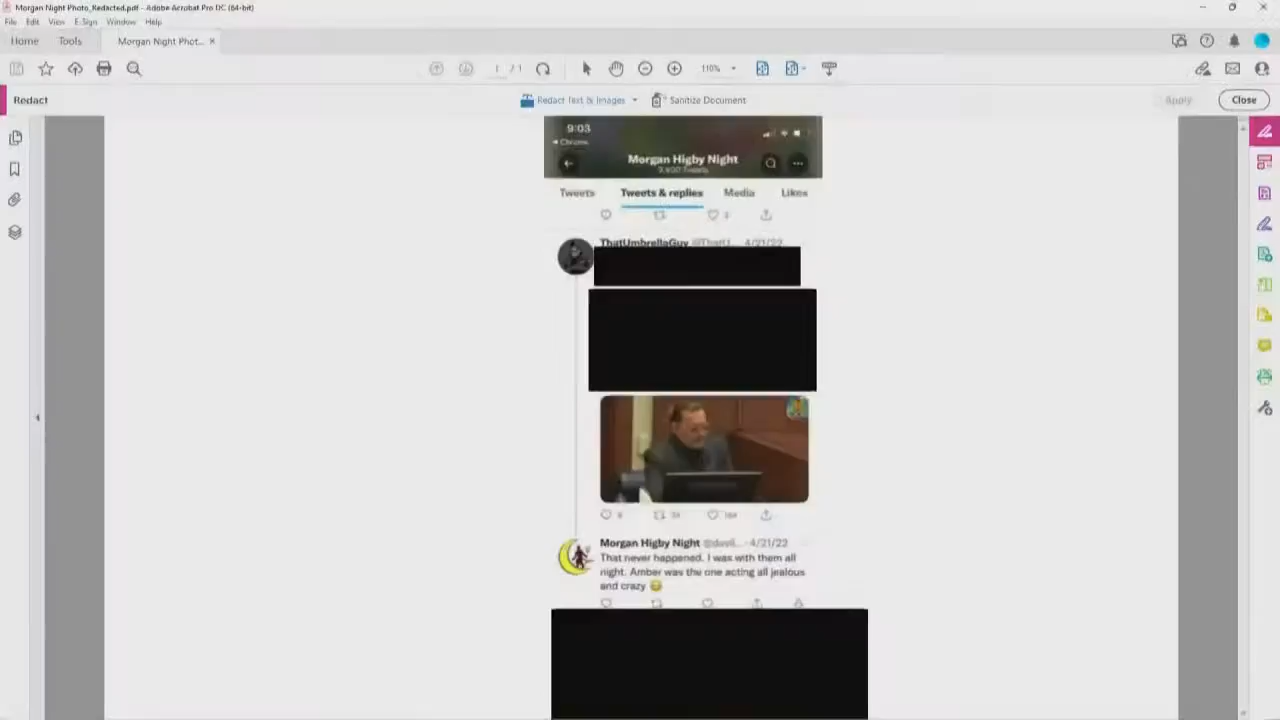 Morgan Night Photo_Redacted.pdf - Adobe Acrobat Pro DC (64-bit)
File Edit View E-Sign Window Help
Home Tools Morgan Night Phot... ×
1 / 1 110%
Redact Redact Text & Images Sanitize Document Apply Close
9:03
Chrome
Morgan Higby Night
Tweets
Tweets Tweets & replies Media Likes
ThatUmbrellaGuy @ThatU... 4/21/22
Morgan Higby Night · 4/21/22
That never happened. I was with them all
night. Amber was the one acting all jealous
and crazy